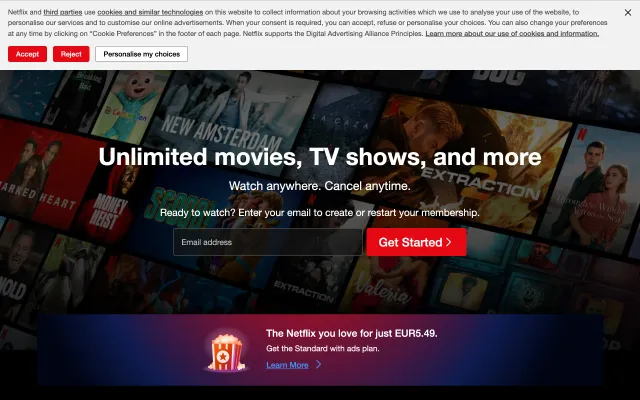 Netflix and third parties use cookies and similar technologies on this website to collect information about your browsing activities which we use to analyse your use of the website, to
personalise our services and to customise our online advertisements. When your consent is required, you can accept, refuse or personalise your choices. You can also change your preferences
at any time by clicking on "Cookie Preferences" in the footer of each page. Netflix supports the Digital Advertising Alliance Principles. Learn more about our use of cookies and information.
Accept
Reject
Personalise my choices
DOG
NEW AMSTERDAM
EXTRACTION
2
MARKED HEART
MONEY HEIST
Unlimited movies, TV shows, and more
Watch anywhere. Cancel anytime.
Ready to watch? Enter your email to create or restart your membership.
Email address
Get Started
EXTRACTION
Valeria
The Netflix you love for just EUR5.49.
Get the Standard with ads plan.
Learn More